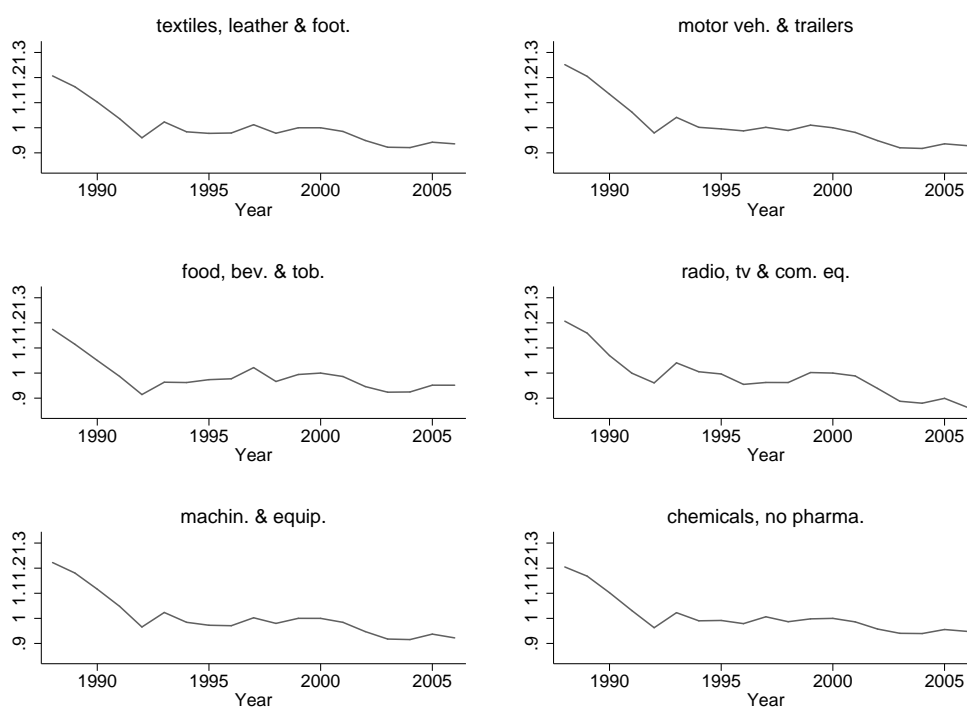 textiles, leather & foot.
.9 1 1.1 1.2 1.3
1990 1995 2000 2005
Year
motor veh. & trailers
.9 1 1.1 1.2 1.3
1990 1995 2000 2005
Year
food, bev. & tob.
.9 1 1.1 1.2 1.3
1990 1995 2000 2005
Year
radio, tv & com. eq.
.9 1 1.1 1.2 1.3
1990 1995 2000 2005
Year
machin. & equip.
.9 1 1.1 1.2 1.3
1990 1995 2000 2005
Year
chemicals, no pharma.
.9 1 1.1 1.2 1.3
1990 1995 2000 2005
Year